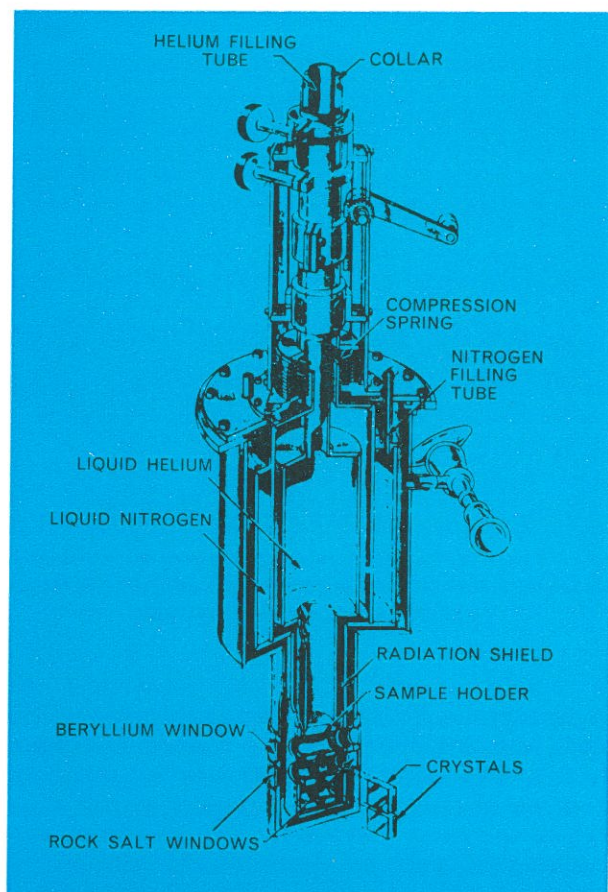 HELIUM FILLING
TUBE
COLLAR
COMPRESSION
SPRING
NITROGEN
FILLING
TUBE
LIQUID HELIUM
LIQUID NITROGEN
RADIATION SHIELD
SAMPLE HOLDER
BERYLLIUM WINDOW
CRYSTALS
ROCK SALT WINDOWS